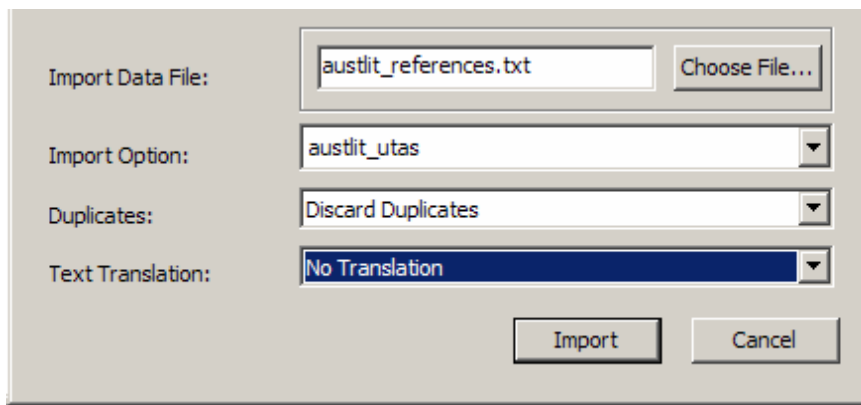 Import Data File: austlit_references.txt Choose File...
Import Option: austlit_utas
Duplicates: Discard Duplicates
Text Translation: No Translation
Import Cancel